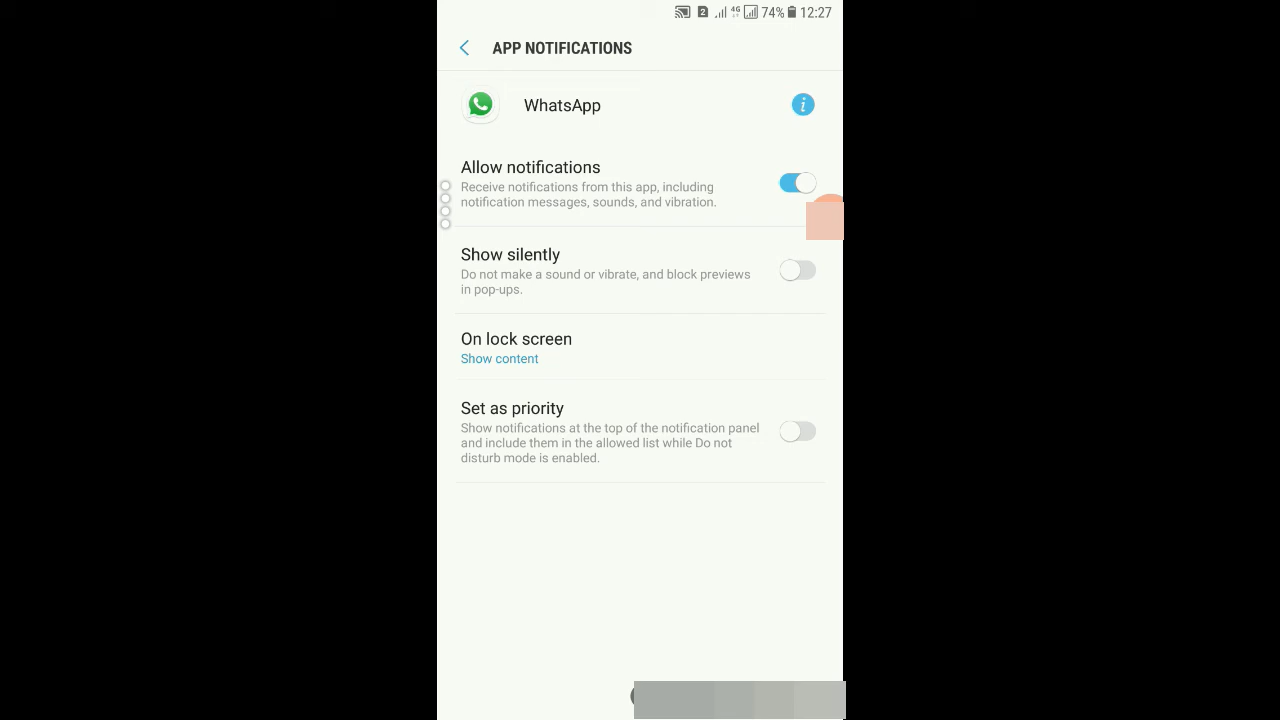 2 4G 74% 12:27
APP NOTIFICATIONS
WhatsApp
i
Allow notifications
Receive notifications from this app, including
notification messages, sounds, and vibration.
Show silently
Do not make a sound or vibrate, and block previews
in pop-ups.
On lock screen
Show content
Set as priority
Show notifications at the top of the notification panel
and include them in the allowed list while Do not
disturb mode is enabled.